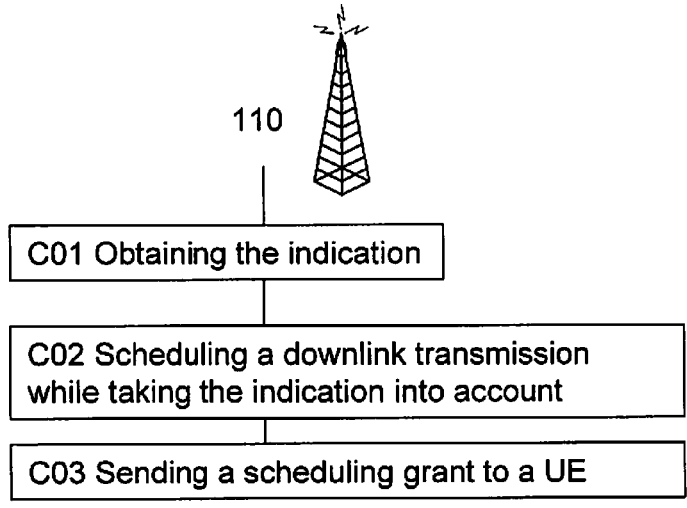 110
C01 Obtaining the indication
C02 Scheduling a downlink transmission
while taking the indication into account
C03 Sending a scheduling grant to a UE